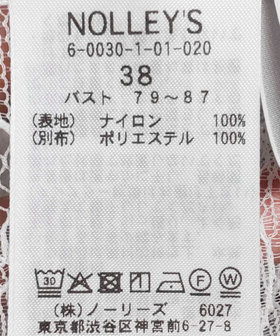 NOLLEY'S
6-0030-1-01-020
38
バスト 79~87
(表地) ナイロン 100%
(別布) ポリエステル 100%
30 P F W
(株)ノーリーズ 6027
東京都渋谷区神宮前6-27-8